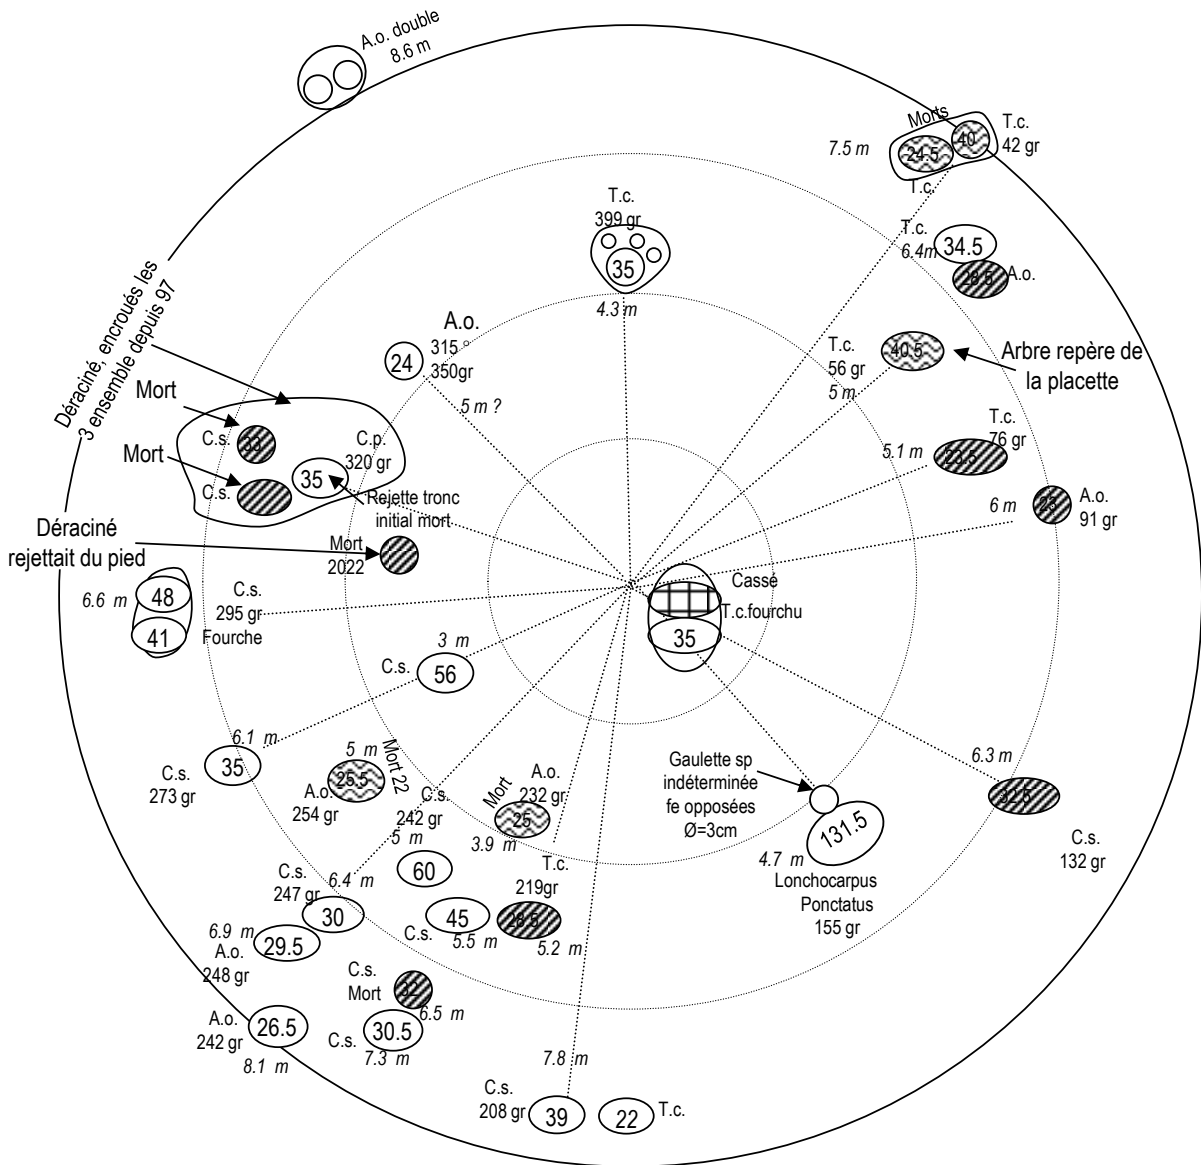 A.o. double
8.6 m
Morts
40
T.c.
42 gr
7.5 m
24.5
T.c.
T.c.
399 gr
35
4.3 m
T.c.
6.4m
34.5
28.5
A.o.
Déraciné, encroués les
3 ensemble depuis 97
A.o.
315 °
350gr
24
5 m ?
T.c.
56 gr
5 m
40.5
Arbre repère de
la placette
Mort
C.s.
33
Mort
C.s.
C.p.
320 gr
35
Rejette tronc
initial mort
T.c.
76 gr
5.1 m
23.5
6 m
23
A.o.
91 gr
Déraciné
rejettait du pied
Mort
2022
48
6.6 m
41
C.s.
295 gr
Fourche
Cassé
T.c.fourchu
35
3 m
C.s.
56
6.1 m
35
C.s.
273 gr
5 m
Mort 22
25.5
A.o.
254 gr
Mort
A.o.
232 gr
25
3.9 m
C.s.
242 gr
5 m
60
Gaulette sp
indéterminée
fe opposées
Ø=3cm
131.5
4.7 m
Lonchocarpus
Ponctatus
155 gr
6.3 m
32.5
C.s.
132 gr
C.s.
247 gr
6.4 m
30
6.9 m
29.5
A.o.
248 gr
45
C.s.
5.5 m
T.c.
219gr
28.5
5.2 m
C.s.
Mort
32
6.5 m
A.o.
242 gr
26.5
8.1 m
C.s.
30.5
7.3 m
7.8 m
C.s.
208 gr
39
22
T.c.